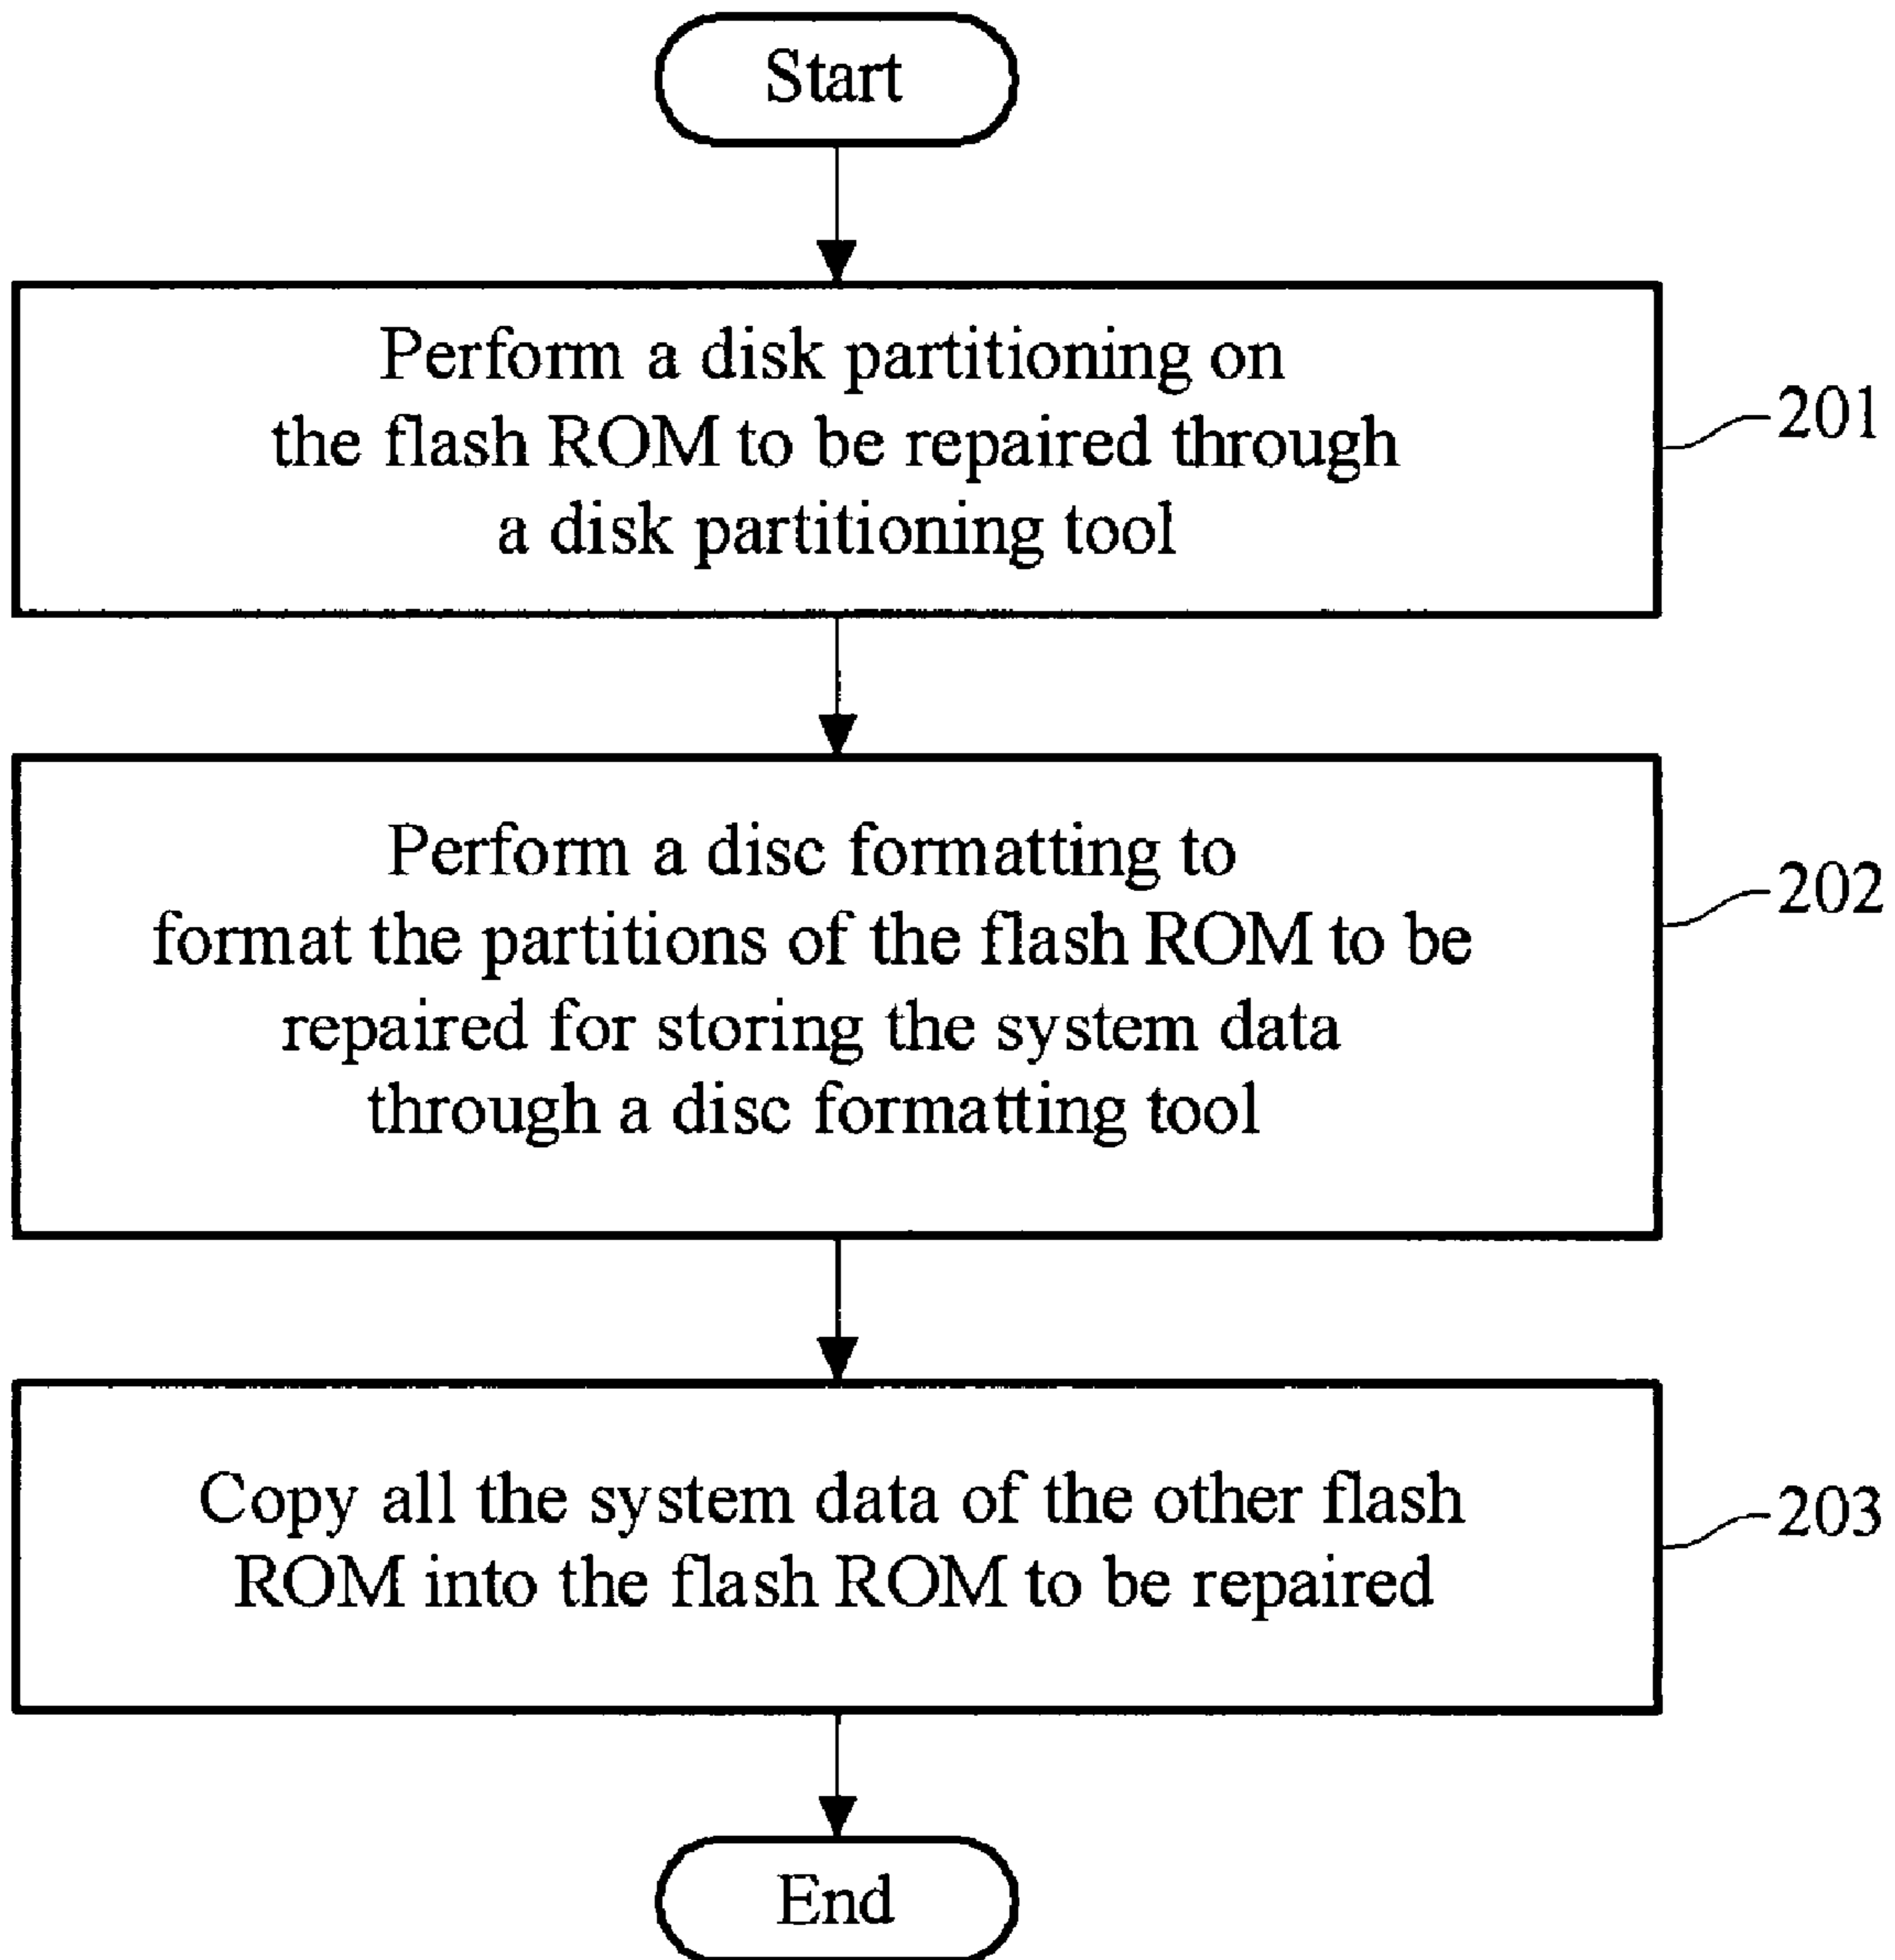 Start
Perform a disk partitioning on
the flash ROM to be repaired through
a disk partitioning tool
201
Perform a disc formatting to
format the partitions of the flash ROM to be
repaired for storing the system data
through a disc formatting tool
202
Copy all the system data of the other flash
ROM into the flash ROM to be repaired
203
End